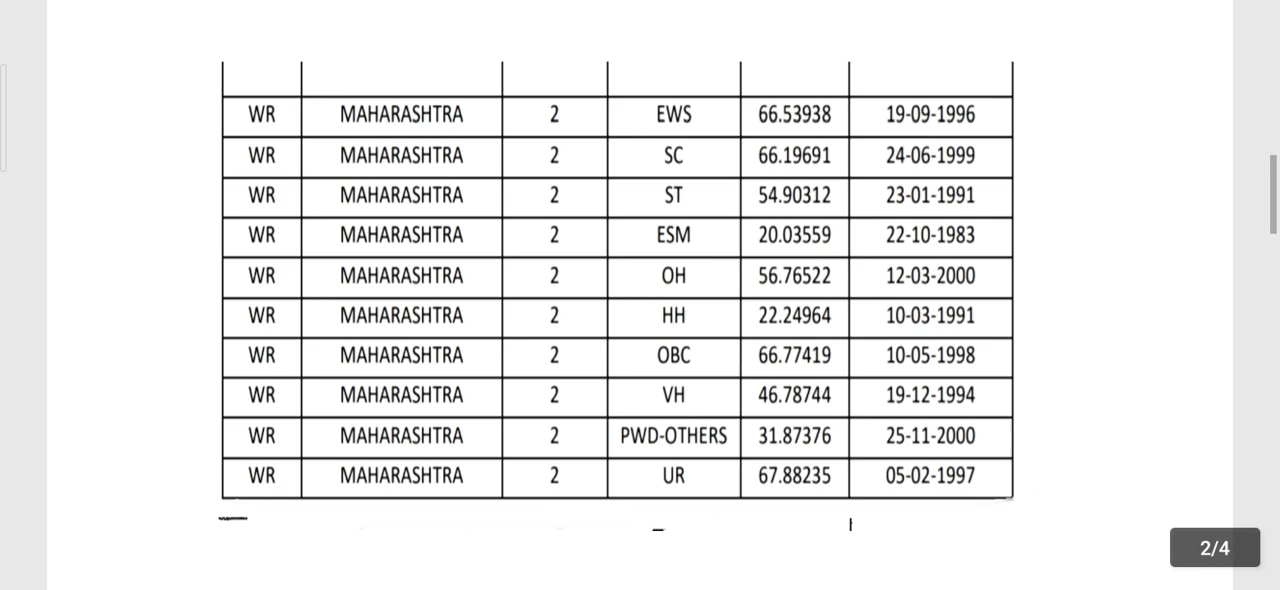 WR MAHARASHTRA 2 EWS 66.53938 19-09-1996
WR MAHARASHTRA 2 SC 66.19691 24-06-1999
WR MAHARASHTRA 2 ST 54.90312 23-01-1991
WR MAHARASHTRA 2 ESM 20.03559 22-10-1983
WR MAHARASHTRA 2 OH 56.76522 12-03-2000
WR MAHARASHTRA 2 HH 22.24964 10-03-1991
WR MAHARASHTRA 2 OBC 66.77419 10-05-1998
WR MAHARASHTRA 2 VH 46.78744 19-12-1994
WR MAHARASHTRA 2 PWD-OTHERS 31.87376 25-11-2000
WR MAHARASHTRA 2 UR 67.88235 05-02-1997
2/4